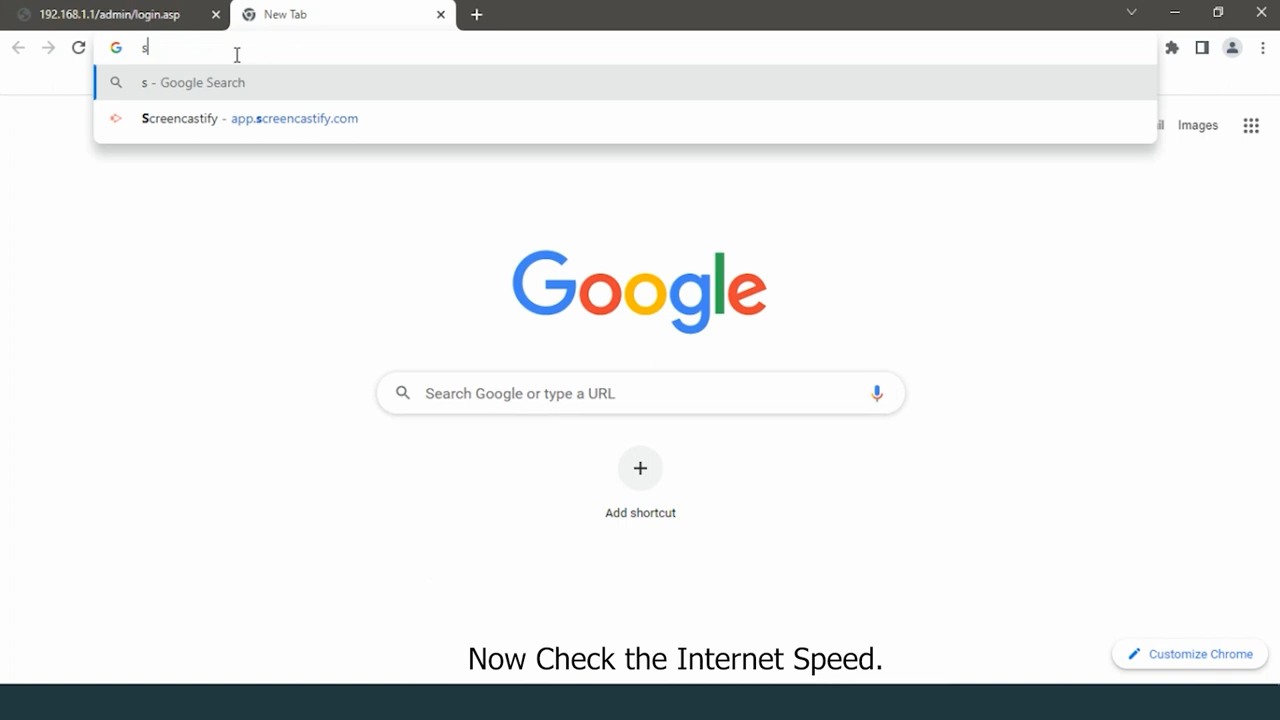 192.168.1.1/admin/login.asp
New Tab
s
s - Google Search
Screencastify - app.screencastify.com
Images
Google
Search Google or type a URL
Add shortcut
Now Check the Internet Speed.
Customize Chrome